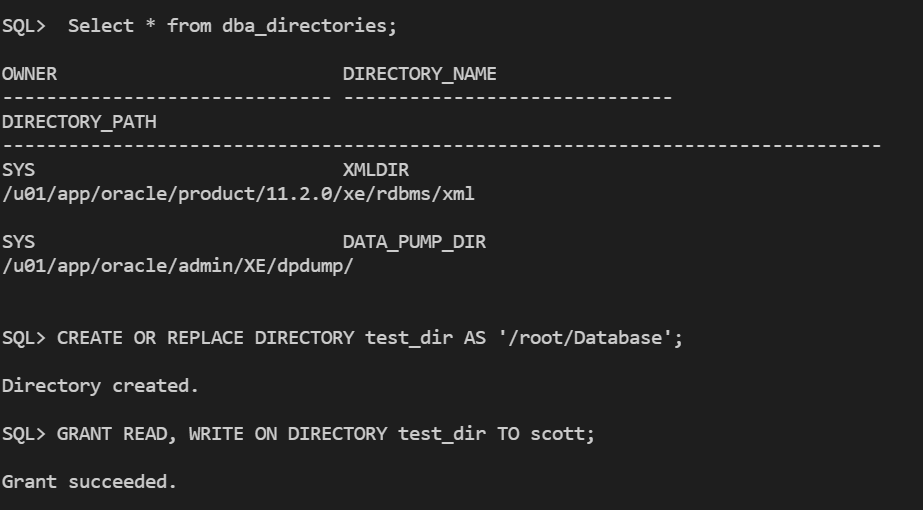 SQL>  Select * from dba_directories;
OWNER                          DIRECTORY_NAME
------------------------------ ------------------------------
DIRECTORY_PATH
--------------------------------------------------------------------------------
SYS                            XMLDIR
/u01/app/oracle/product/11.2.0/xe/rdbms/xml
SYS                            DATA_PUMP_DIR
/u01/app/oracle/admin/XE/dpdump/
SQL> CREATE OR REPLACE DIRECTORY test_dir AS '/root/Database';
Directory created.
SQL> GRANT READ, WRITE ON DIRECTORY test_dir TO scott;
Grant succeeded.